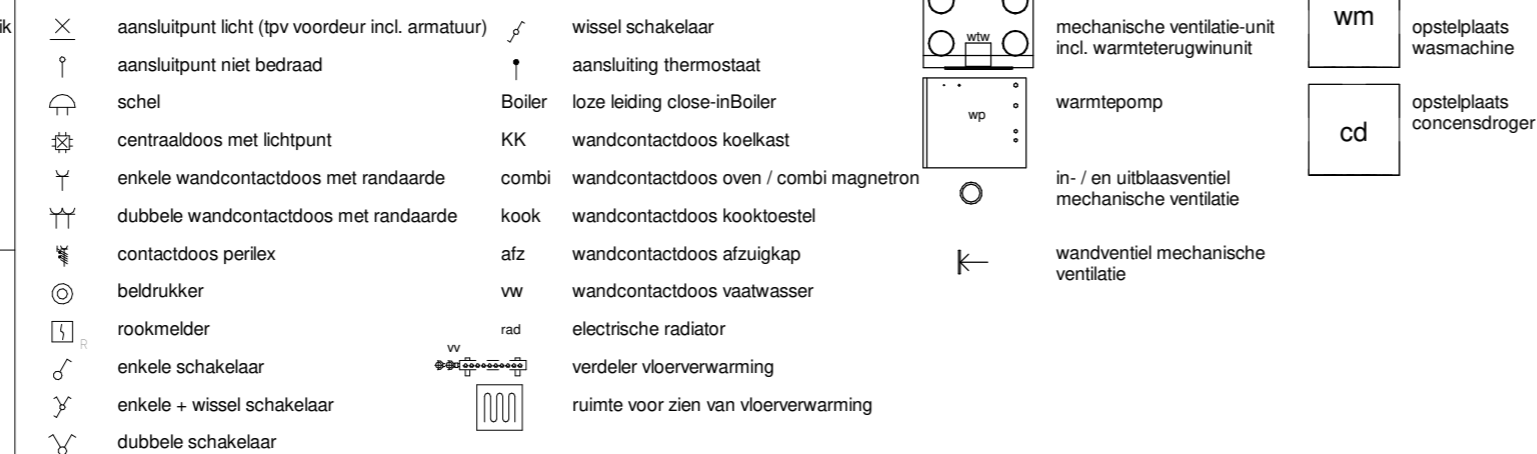 ik
aansluitpunt licht (tpv voordeur incl. armatuur)
aansluitpunt niet bedraad
schel
centraaldoos met lichtpunt
enkele wandcontactdoos met randaarde
dubbele wandcontactdoos met randaarde
contactdoos perilex
beldrukker
R
rookmelder
enkele schakelaar
enkele + wissel schakelaar
dubbele schakelaar
wissel schakelaar
aansluiting thermostaat
Boiler loze leiding close-inBoiler
KK wandcontactdoos koelkast
combi wandcontactdoos oven / combi magnetron
kook wandcontactdoos kooktoestel
afz wandcontactdoos afzuigkap
vw wandcontactdoos vaatwasser
rad electrische radiator
vv
verdeler vloerverwarming
ruimte voor zien van vloerverwarming
wtw
mechanische ventilatie-unit
incl. warmteterugwinunit
wp
warmtepomp
in- / en uitblaasventiel
mechanische ventilatie
wandventiel mechanische
ventilatie
wm
opstelplaats
wasmachine
cd
opstelplaats
concensdroger